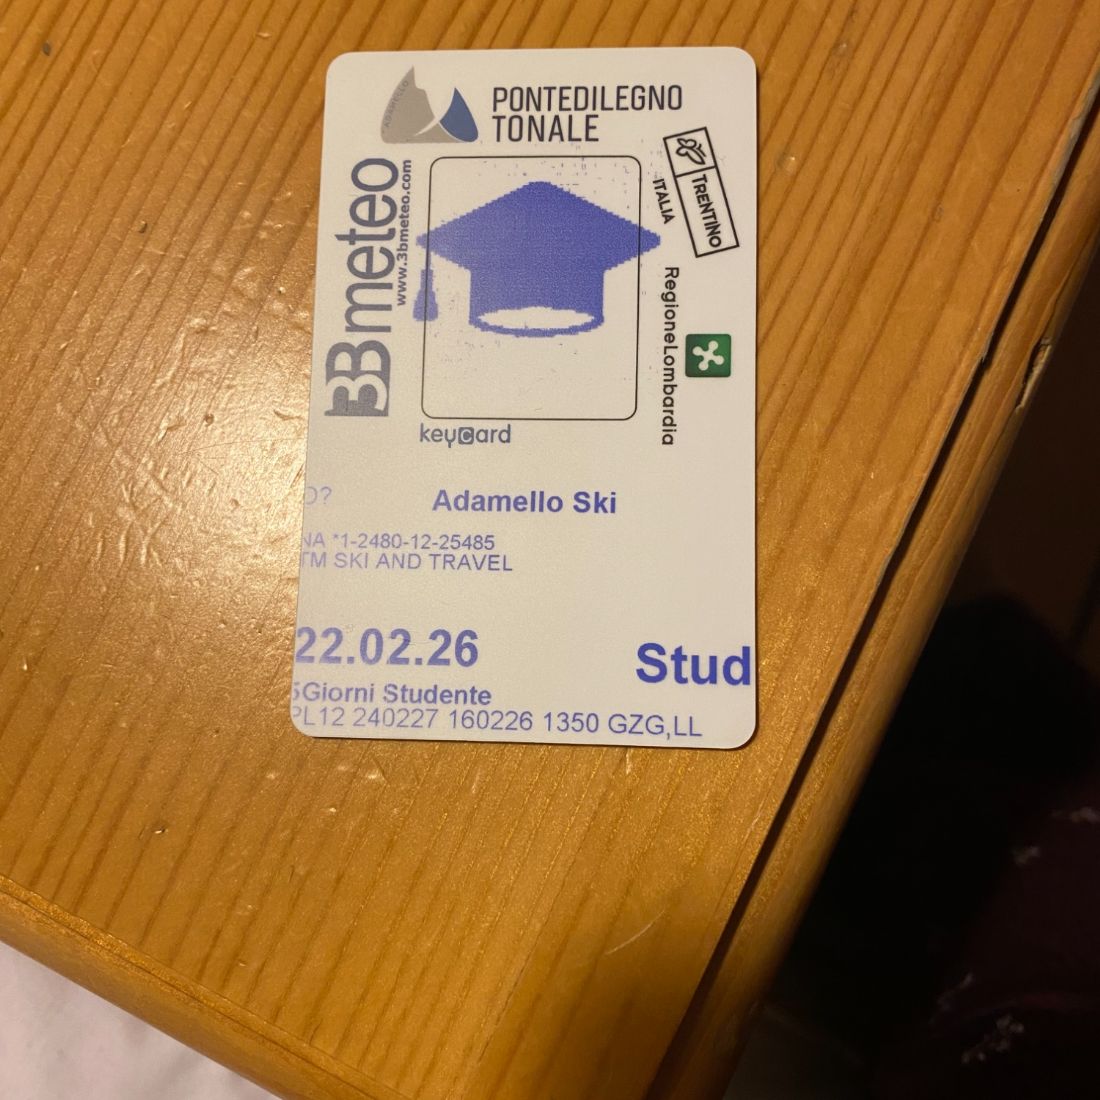 ADAMELLO
PONTEDILEGNO
TONALE
3Bmeteo
www.3bmeteo.com
TRENTINO
ITALIA
RegioneLombardia
keycard
O?
Adamello Ski
NA *1-2480-12-25485
TM SKI AND TRAVEL
22.02.26
Stud
5Giorni Studente
PL12 240227 160226 1350 GZG,LL